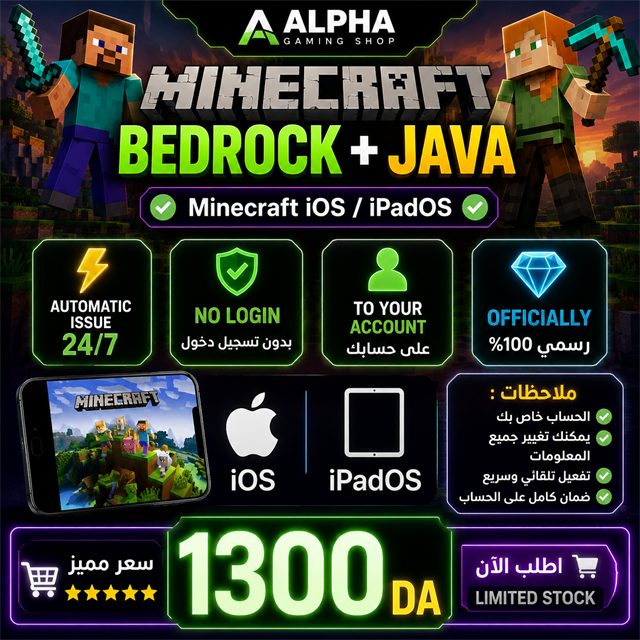 ALPHA
GAMING SHOP
MINECRAFT
BEDROCK + JAVA
Minecraft iOS / iPadOS
AUTOMATIC
ISSUE
24/7
NO LOGIN
بدون تسجيل دخول
TO YOUR
ACCOUNT
على حسابك
OFFICIALLY
رسمي 100%
MINECRAFT
iOS
iPadOS
ملاحظات :
الحساب خاص بك
يمكنك تغيير جميع
المعلومات
تفعيل تلقائي وسريع
ضمان كامل على الحساب
سعر مميز
1300 DA
اطلب الآن
LIMITED STOCK